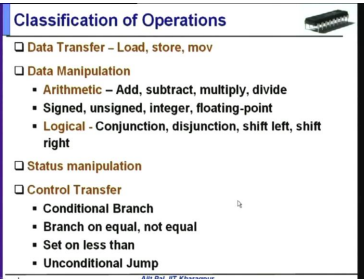 Classification of Operations
Data Transfer – Load, store, mov
Data Manipulation
Arithmetic – Add, subtract, multiply, divide
Signed, unsigned, integer, floating-point
Logical - Conjunction, disjunction, shift left, shift
right
Status manipulation
Control Transfer
Conditional Branch
Branch on equal, not equal
Set on less than
Unconditional Jump
Ajit Pal, IIT Kharagpur